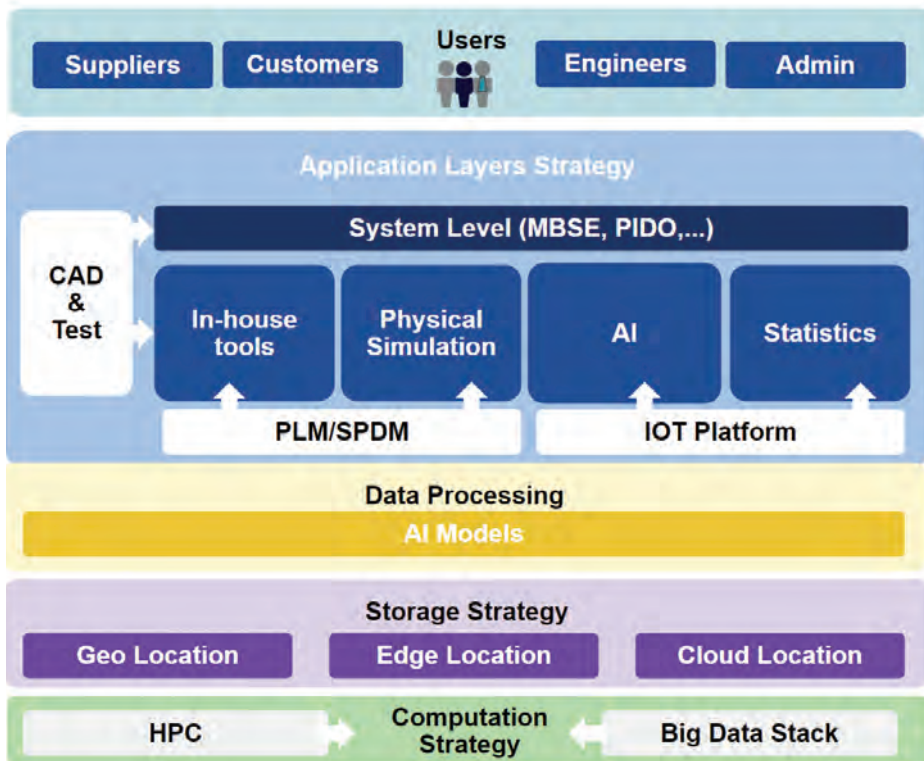 Users
Suppliers
Customers
Engineers
Admin
Application Layers Strategy
CAD
&
Test
System Level (MBSE, PIDO,...)
In-house
tools
Physical
Simulation
AI
Statistics
PLM/SPDM
IOT Platform
Data Processing
AI Models
Storage Strategy
Geo Location
Edge Location
Cloud Location
HPC
Computation
Strategy
Big Data Stack